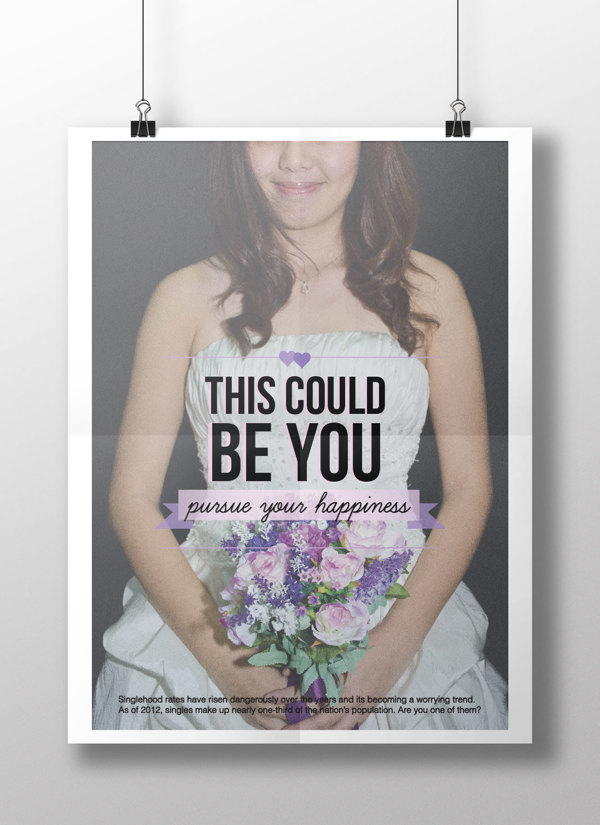 THIS COULD
BE YOU
pursue your happiness
Singlehood rates have risen dangerously over the years and its becoming a worrying trend.
As of 2012, singles make up nearly one-third of the nation's population. Are you one of them?